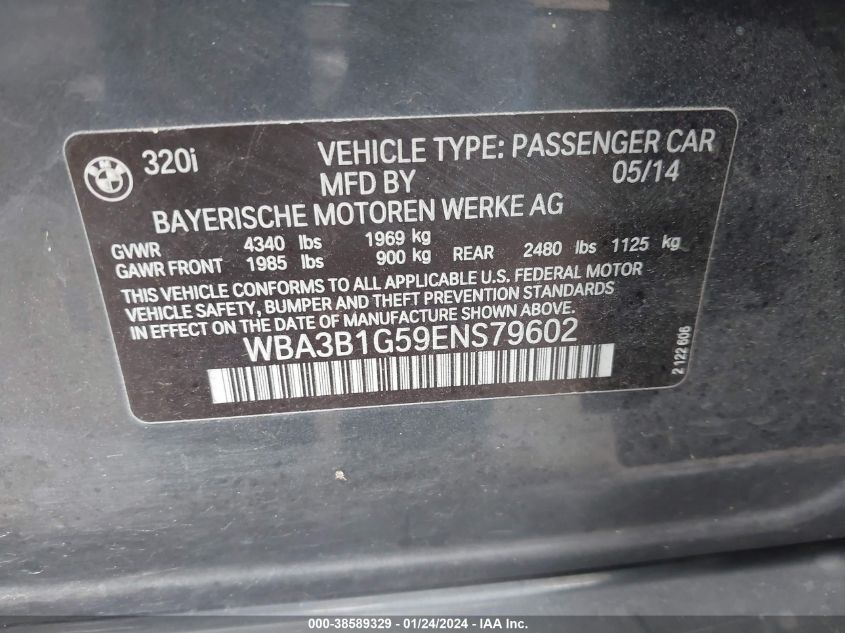 BMW 320i VEHICLE TYPE: PASSENGER CAR
MFD BY 05/14
BAYERISCHE MOTOREN WERKE AG
GVWR 4340 lbs 1969 kg
GAWR FRONT 1985 lbs 900 kg REAR 2480 lbs 1125 kg
THIS VEHICLE CONFORMS TO ALL APPLICABLE U.S. FEDERAL MOTOR
VEHICLE SAFETY, BUMPER AND THEFT PREVENTION STANDARDS
IN EFFECT ON THE DATE OF MANUFACTURE SHOWN ABOVE.
WBA3B1G59ENS79602
2 122 606
000-38589329 - 01/24/2024 - IAA Inc.